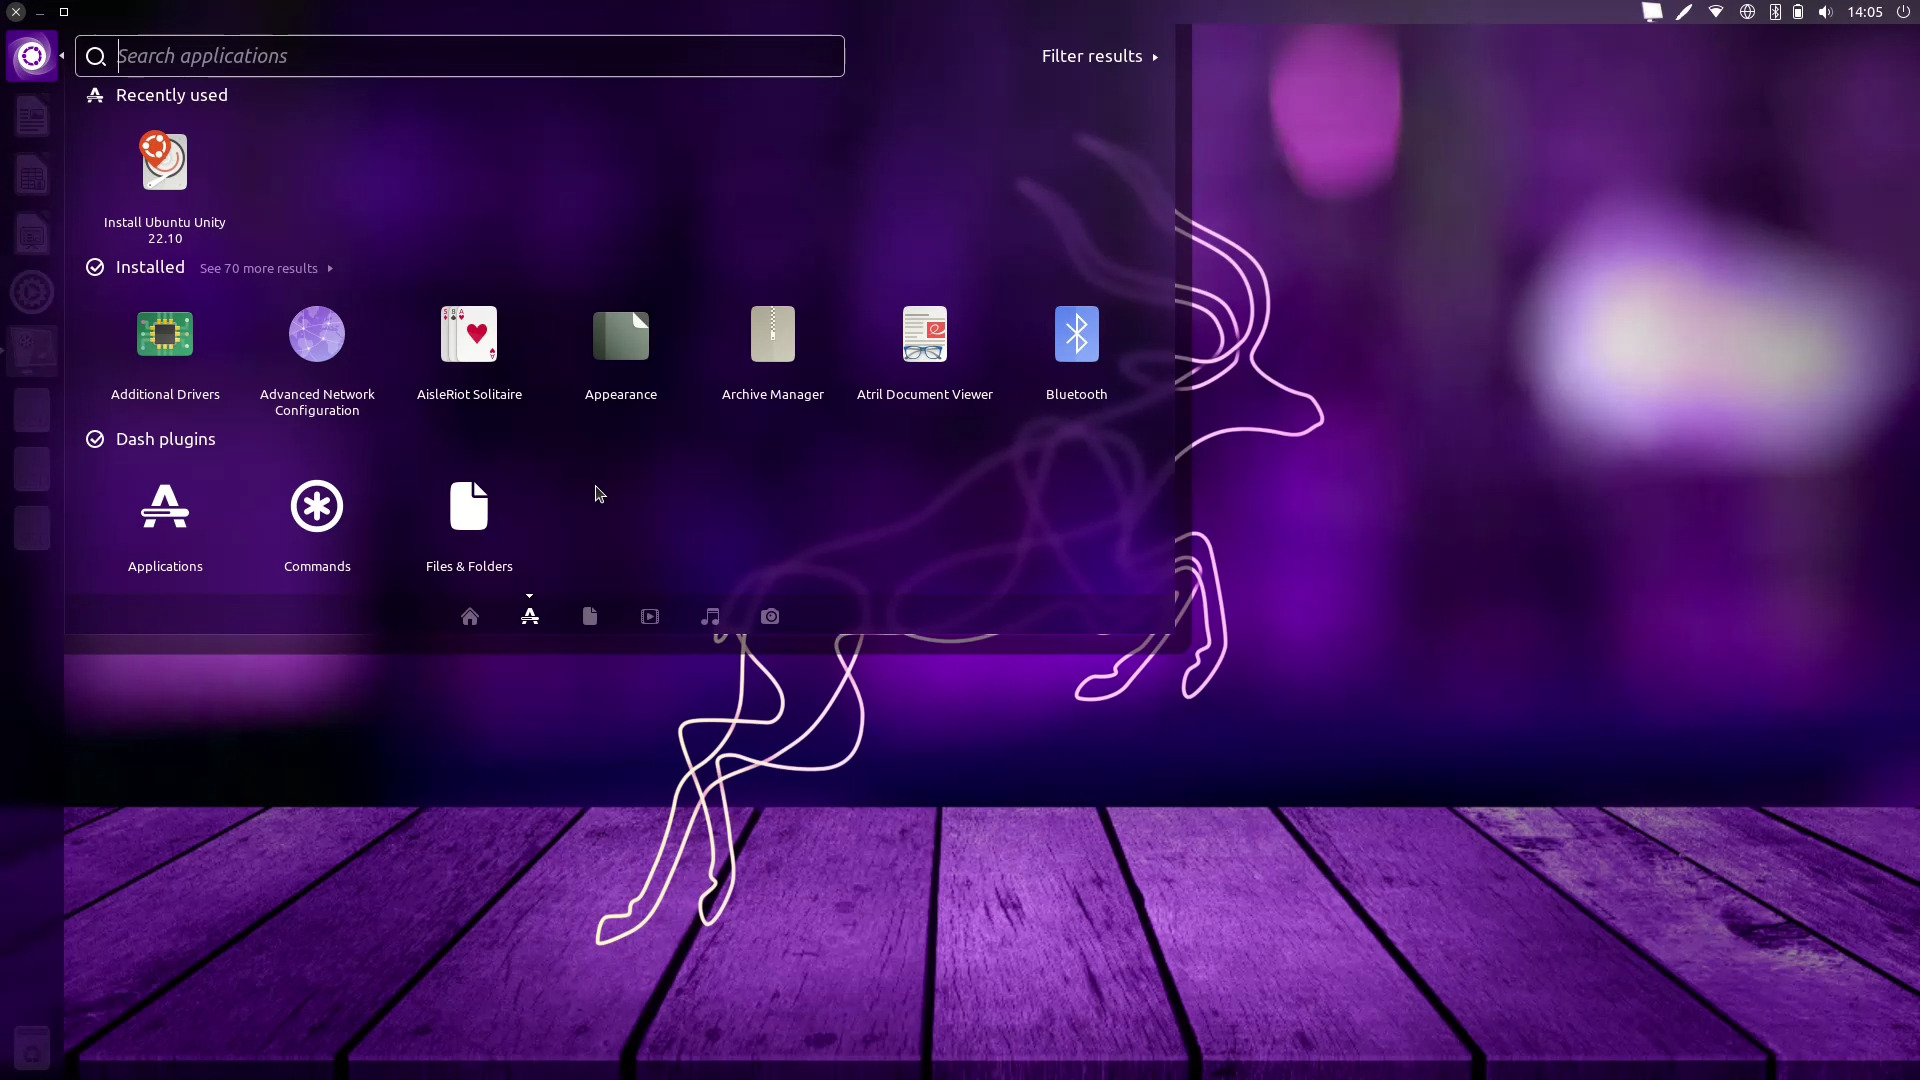 14:05
Search applications
Filter results
Recently used
Install Ubuntu Unity
22.10
Installed See 70 more results
Additional Drivers
Advanced Network
Configuration
AisleRiot Solitaire
Appearance
Archive Manager
Atril Document Viewer
Bluetooth
Dash plugins
Applications
Commands
Files & Folders